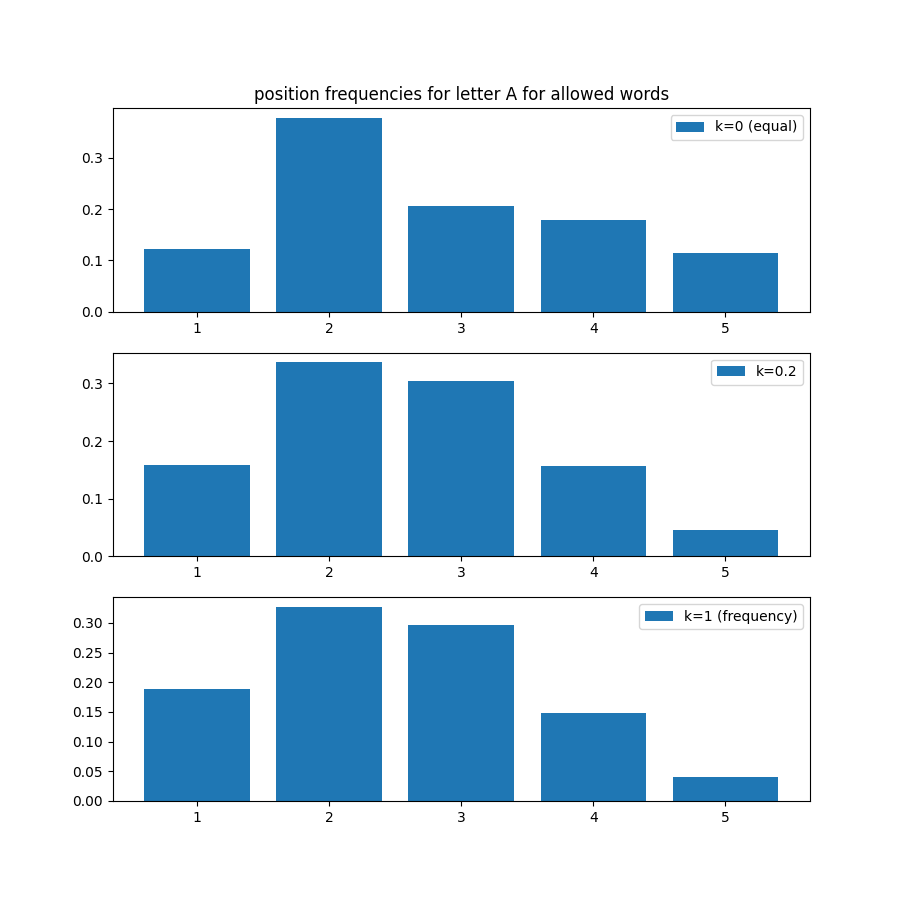 position frequencies for letter A for allowed words
k=0 (equal)
0.3
0.2
0.1
0.0
1 2 3 4 5
k=0.2
0.3
0.2
0.1
0.0
1 2 3 4 5
k=1 (frequency)
0.30
0.25
0.20
0.15
0.10
0.05
0.00
1 2 3 4 5